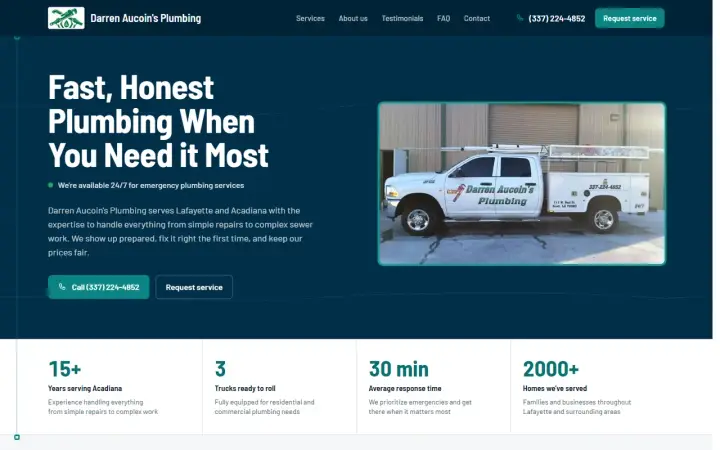 Darren Aucoin's Plumbing
Services About us Testimonials FAQ Contact (337) 224-4852 Request service
Fast, Honest
Plumbing When
You Need it Most
We're available 24/7 for emergency plumbing services
Darren Aucoin's Plumbing serves Lafayette and Acadiana with the
expertise to handle everything from simple repairs to complex sewer
work. We show up prepared, fix it right the first time, and keep our
prices fair.
Call (337) 224-4852 Request service
Darren Aucoin's
Plumbing
337-224-4852
15+
Years serving Acadiana
Experience handling everything
from simple repairs to complex work
3
Trucks ready to roll
Fully equipped for residential and
commercial plumbing needs
30 min
Average response time
We prioritize emergencies and get
there when it matters most
2000+
Homes we've served
Families and businesses throughout
Lafayette and surrounding areas